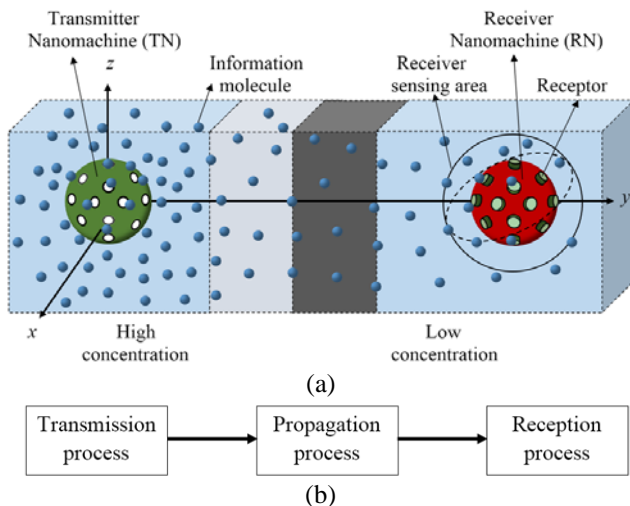 Transmitter
Nanomachine (TN)
Information
molecule
Receiver
Nanomachine (RN)
Receiver
sensing area
Receptor
z
y
x
High
concentration
Low
concentration
(a)
Transmission
process
Propagation
process
Reception
process
(b)